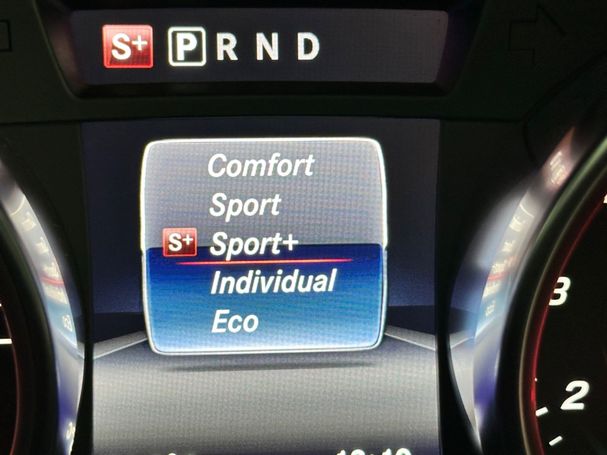 S+ P R N D
Comfort
Sport
S+ Sport+
Individual
Eco
3
2